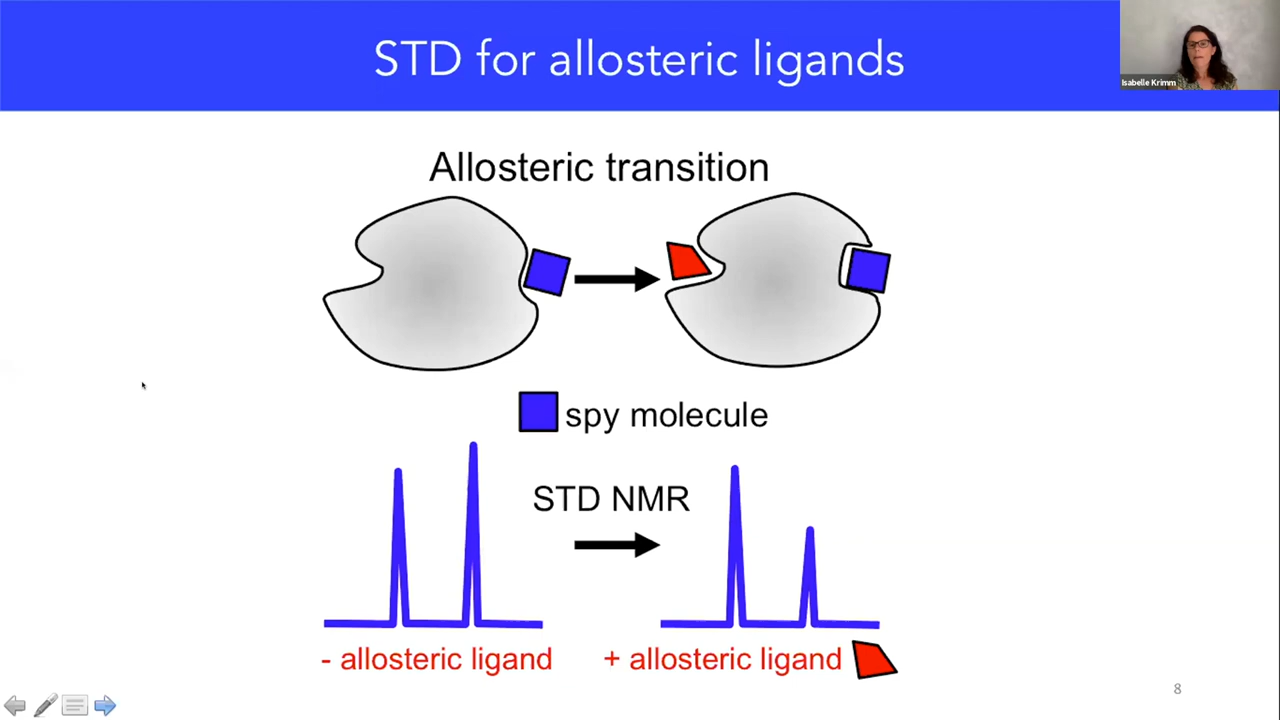 STD for allosteric ligands
Isabelle Krimm
Allosteric transition
spy molecule
STD NMR
- allosteric ligand
+ allosteric ligand
8